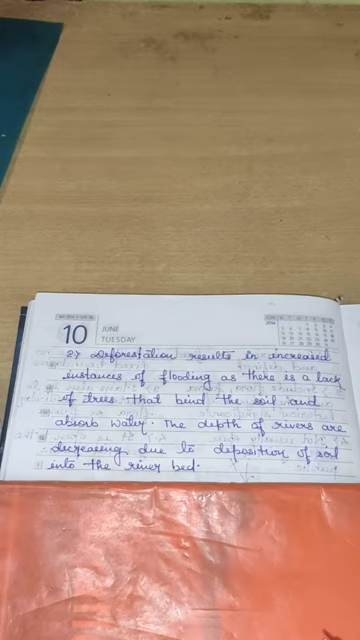 10
JUNE
TUESDAY
27 Deforestation results in increased
instances of flooding as there is a lack
of trees that bind the soil and
absorb water. The depth of rivers are
decreasing due to deposition of soil
into the river bed.